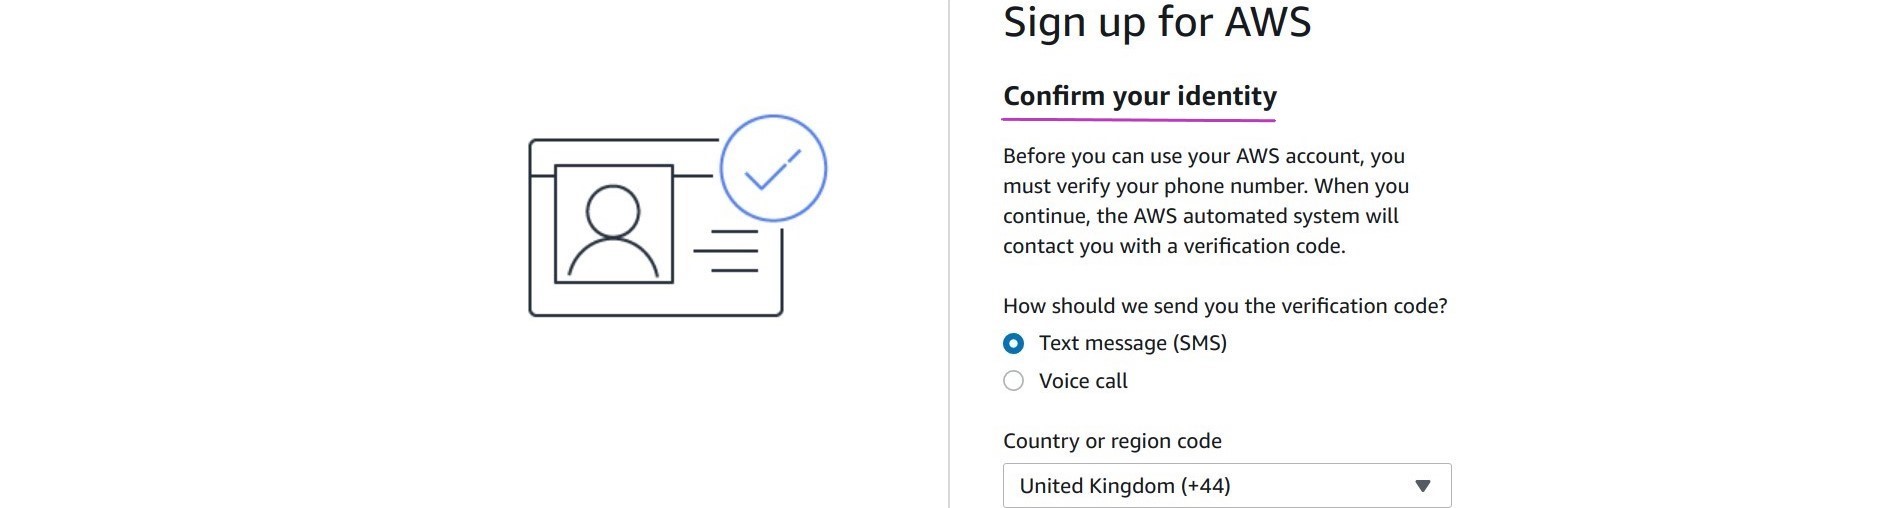 Sign up for AWS
Confirm your identity
Before you can use your AWS account, you
must verify your phone number. When you
continue, the AWS automated system will
contact you with a verification code.
How should we send you the verification code?
Text message (SMS)
Voice call
Country or region code
United Kingdom (+44)